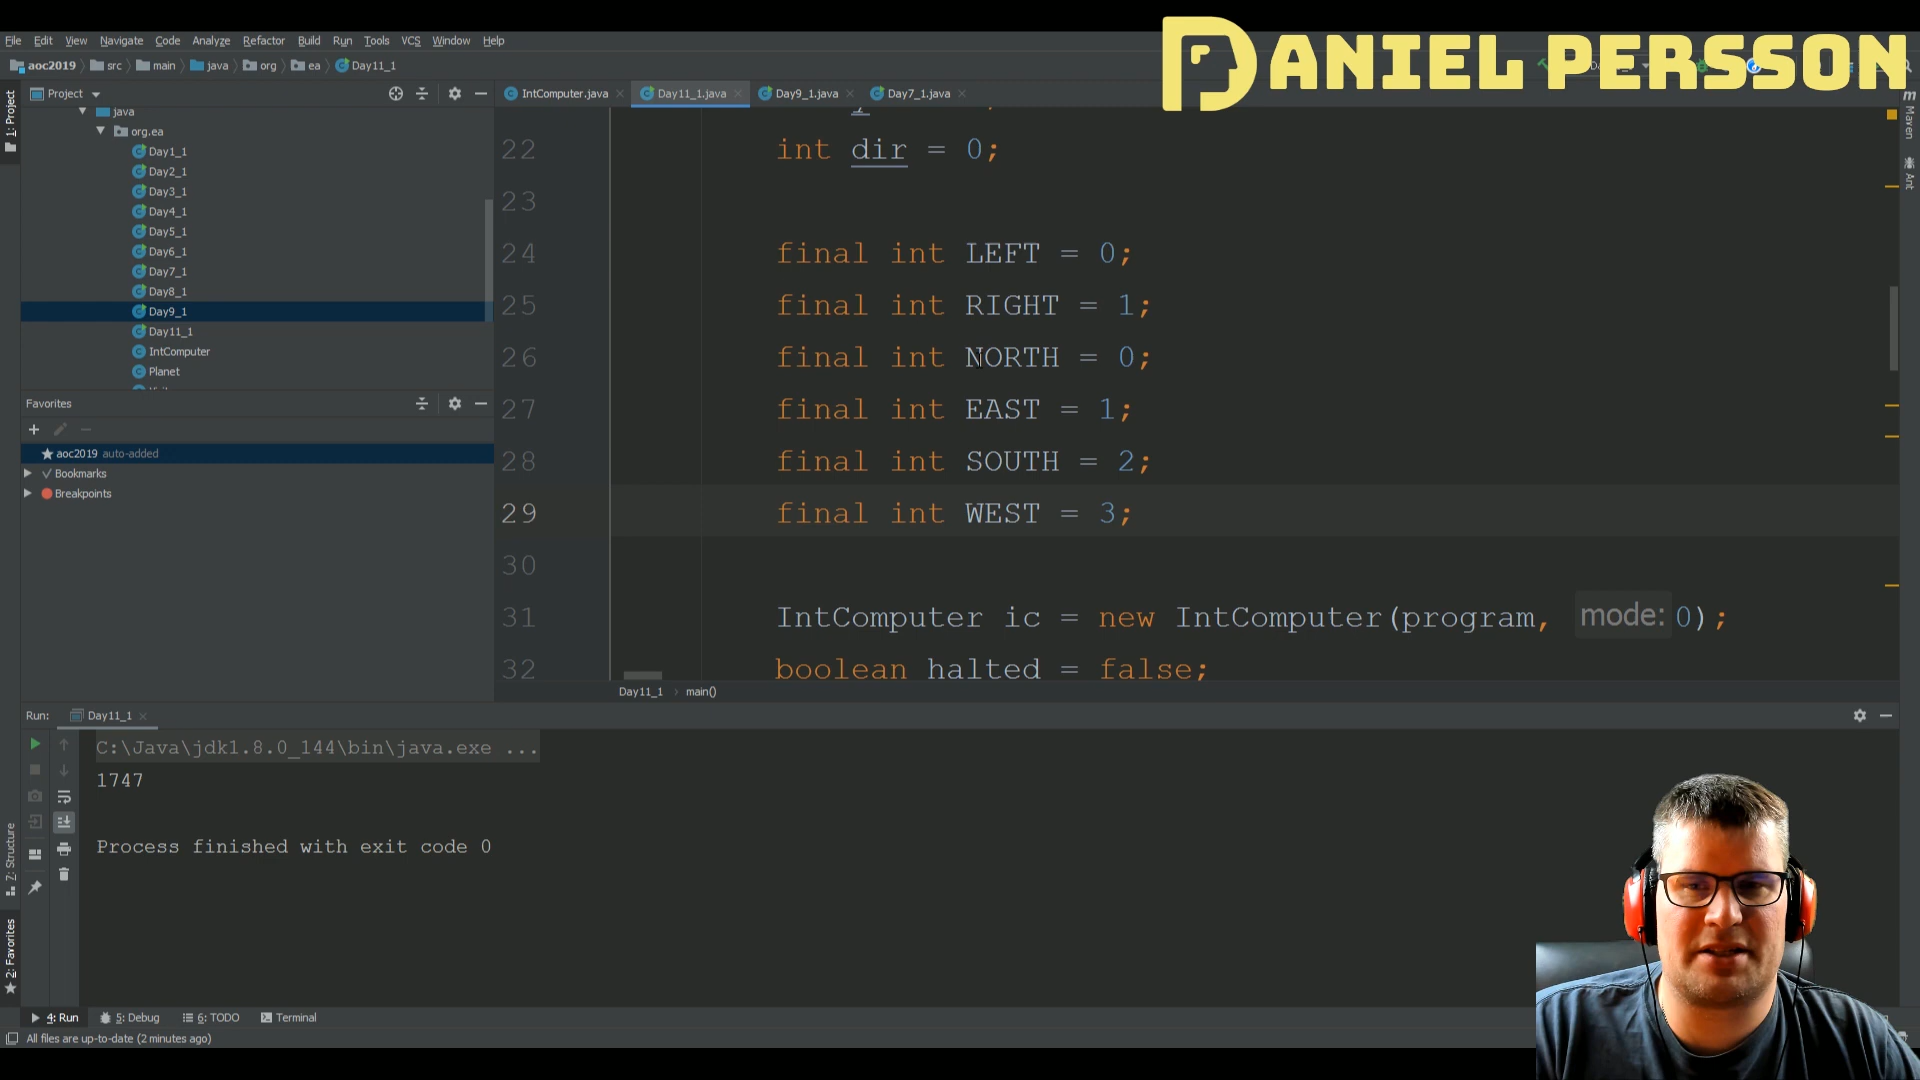 DANIEL PERSSON
File Edit View Navigate Code Analyze Refactor Build Run Tools VCS Window Help
aoc2019 src main java org ea Day11_1
Project
IntComputer.java Day11_1.java Day9_1.java Day7_1.java
1: Project
java
org.ea
Day1_1
Day2_1
Day3_1
Day4_1
Day5_1
Day6_1
Day7_1
Day8_1
Day9_1
Day11_1
IntComputer
Planet
Favorites
aoc2019 auto-added
Bookmarks
Breakpoints
22 int dir = 0;
23
24 final int LEFT = 0;
25 final int RIGHT = 1;
26 final int NORTH = 0;
27 final int EAST = 1;
28 final int SOUTH = 2;
29 final int WEST = 3;
30
31 IntComputer ic = new IntComputer(program, mode: 0);
32 boolean halted = false;
Day11_1 main()
Maven
Ant
Run: Day11_1
C:\Java\jdk1.8.0_144\bin\java.exe ...
1747
Process finished with exit code 0
Z: Structure
2: Favorites
4: Run 5: Debug 6: TODO Terminal
All files are up-to-date (2 minutes ago)